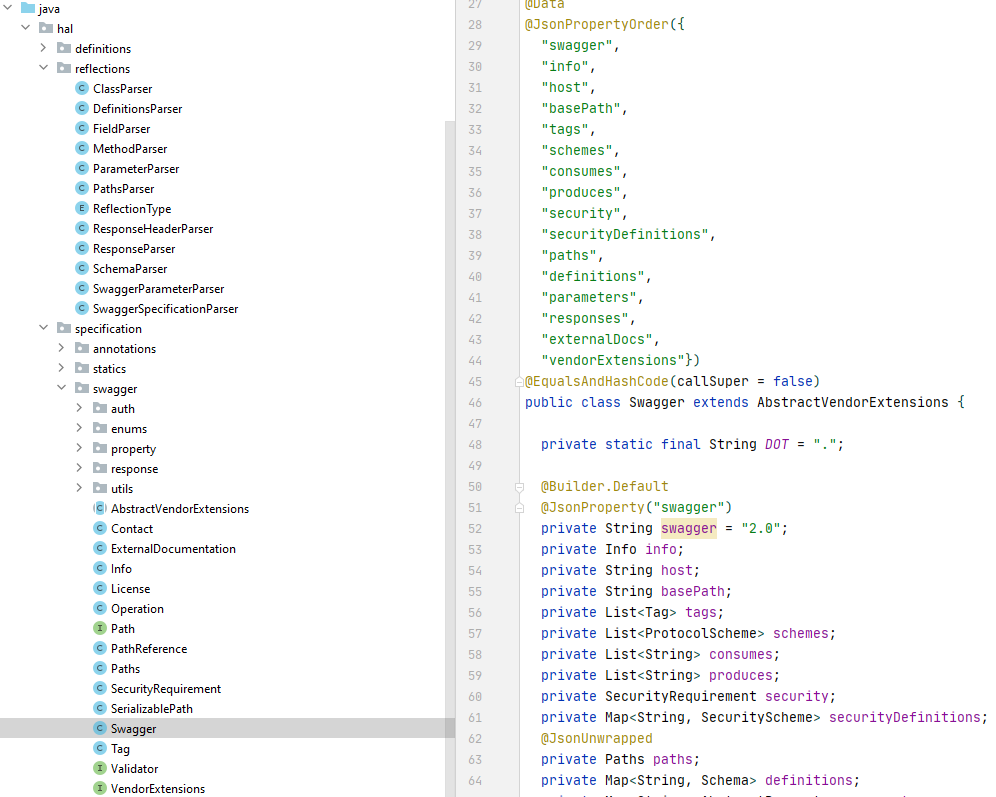 java
hal
definitions
reflections
ClassParser
DefinitionsParser
FieldParser
MethodParser
ParameterParser
PathsParser
ReflectionType
ResponseHeaderParser
ResponseParser
SchemaParser
SwaggerParameterParser
SwaggerSpecificationParser
specification
annotations
statics
swagger
auth
enums
property
response
utils
AbstractVendorExtensions
Contact
ExternalDocumentation
Info
License
Operation
Path
PathReference
Paths
SecurityRequirement
SerializablePath
Swagger
Tag
Validator
VendorExtensions
27 @Data
28 @JsonPropertyOrder({
29 "swagger",
30 "info",
31 "host",
32 "basePath",
33 "tags",
34 "schemes",
35 "consumes",
36 "produces",
37 "security",
38 "securityDefinitions",
39 "paths",
40 "definitions",
41 "parameters",
42 "responses",
43 "externalDocs",
44 "vendorExtensions"})
45 @EqualsAndHashCode(callSuper = false)
46 public class Swagger extends AbstractVendorExtensions {
47
48 private static final String DOT = ".";
49
50 @Builder.Default
51 @JsonProperty("swagger")
52 private String swagger = "2.0";
53 private Info info;
54 private String host;
55 private String basePath;
56 private List<Tag> tags;
57 private List<ProtocolScheme> schemes;
58 private List<String> consumes;
59 private List<String> produces;
60 private SecurityRequirement security;
61 private Map<String, SecurityScheme> securityDefinitions;
62 @JsonUnwrapped
63 private Paths paths;
64 private Map<String, Schema> definitions;